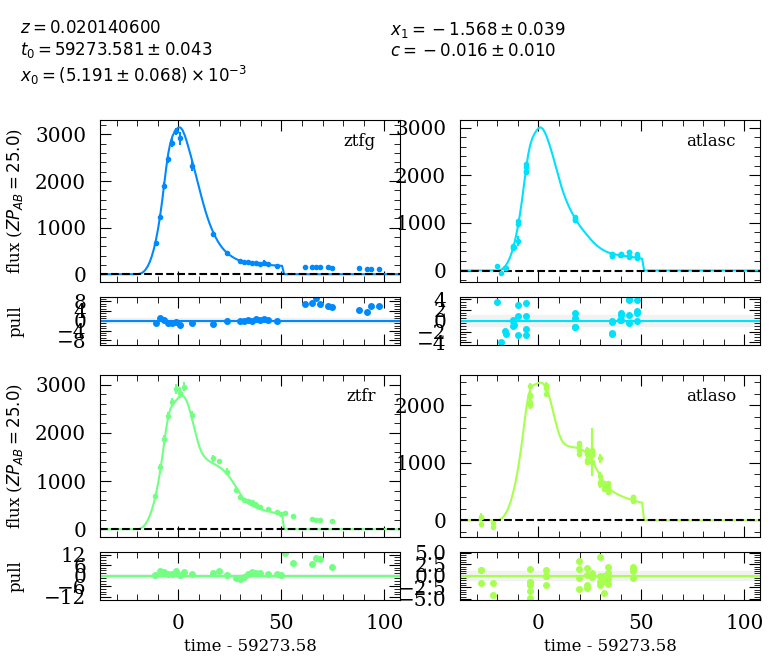 z = 0.020140600
t₀ = 59273.581 ± 0.043
x₀ = (5.191 ± 0.068) × 10⁻³
x₁ = −1.568 ± 0.039
c = −0.016 ± 0.010
flux (ZP_AB = 25.0)
3000
2000
1000
0
ztfg
3000
2000
1000
0
atlasc
pull
8
4
0
−4
−8
4
2
0
−2
−4
flux (ZP_AB = 25.0)
3000
2000
1000
0
ztfr
2000
1000
0
atlaso
pull
12
6
0
−6
−12
5.0
2.5
0.0
−2.5
−5.0
0 50 100
time - 59273.58
0 50 100
time - 59273.58